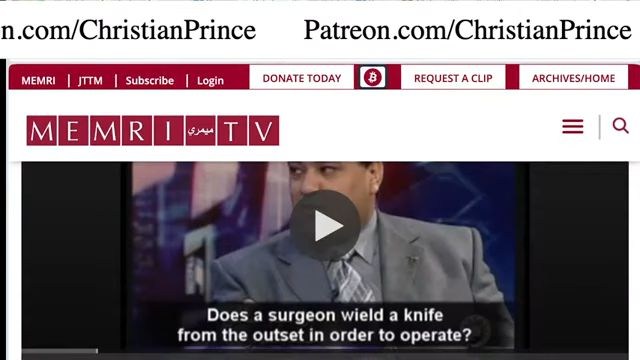 n.com/ChristianPrince Patreon.com/ChristianPrince
MEMRI | JTTM | Subscribe | Login DONATE TODAY REQUEST A CLIP ARCHIVES/HOME
MEMRI ميمري TV
Does a surgeon wield a knife
from the outset in order to operate?